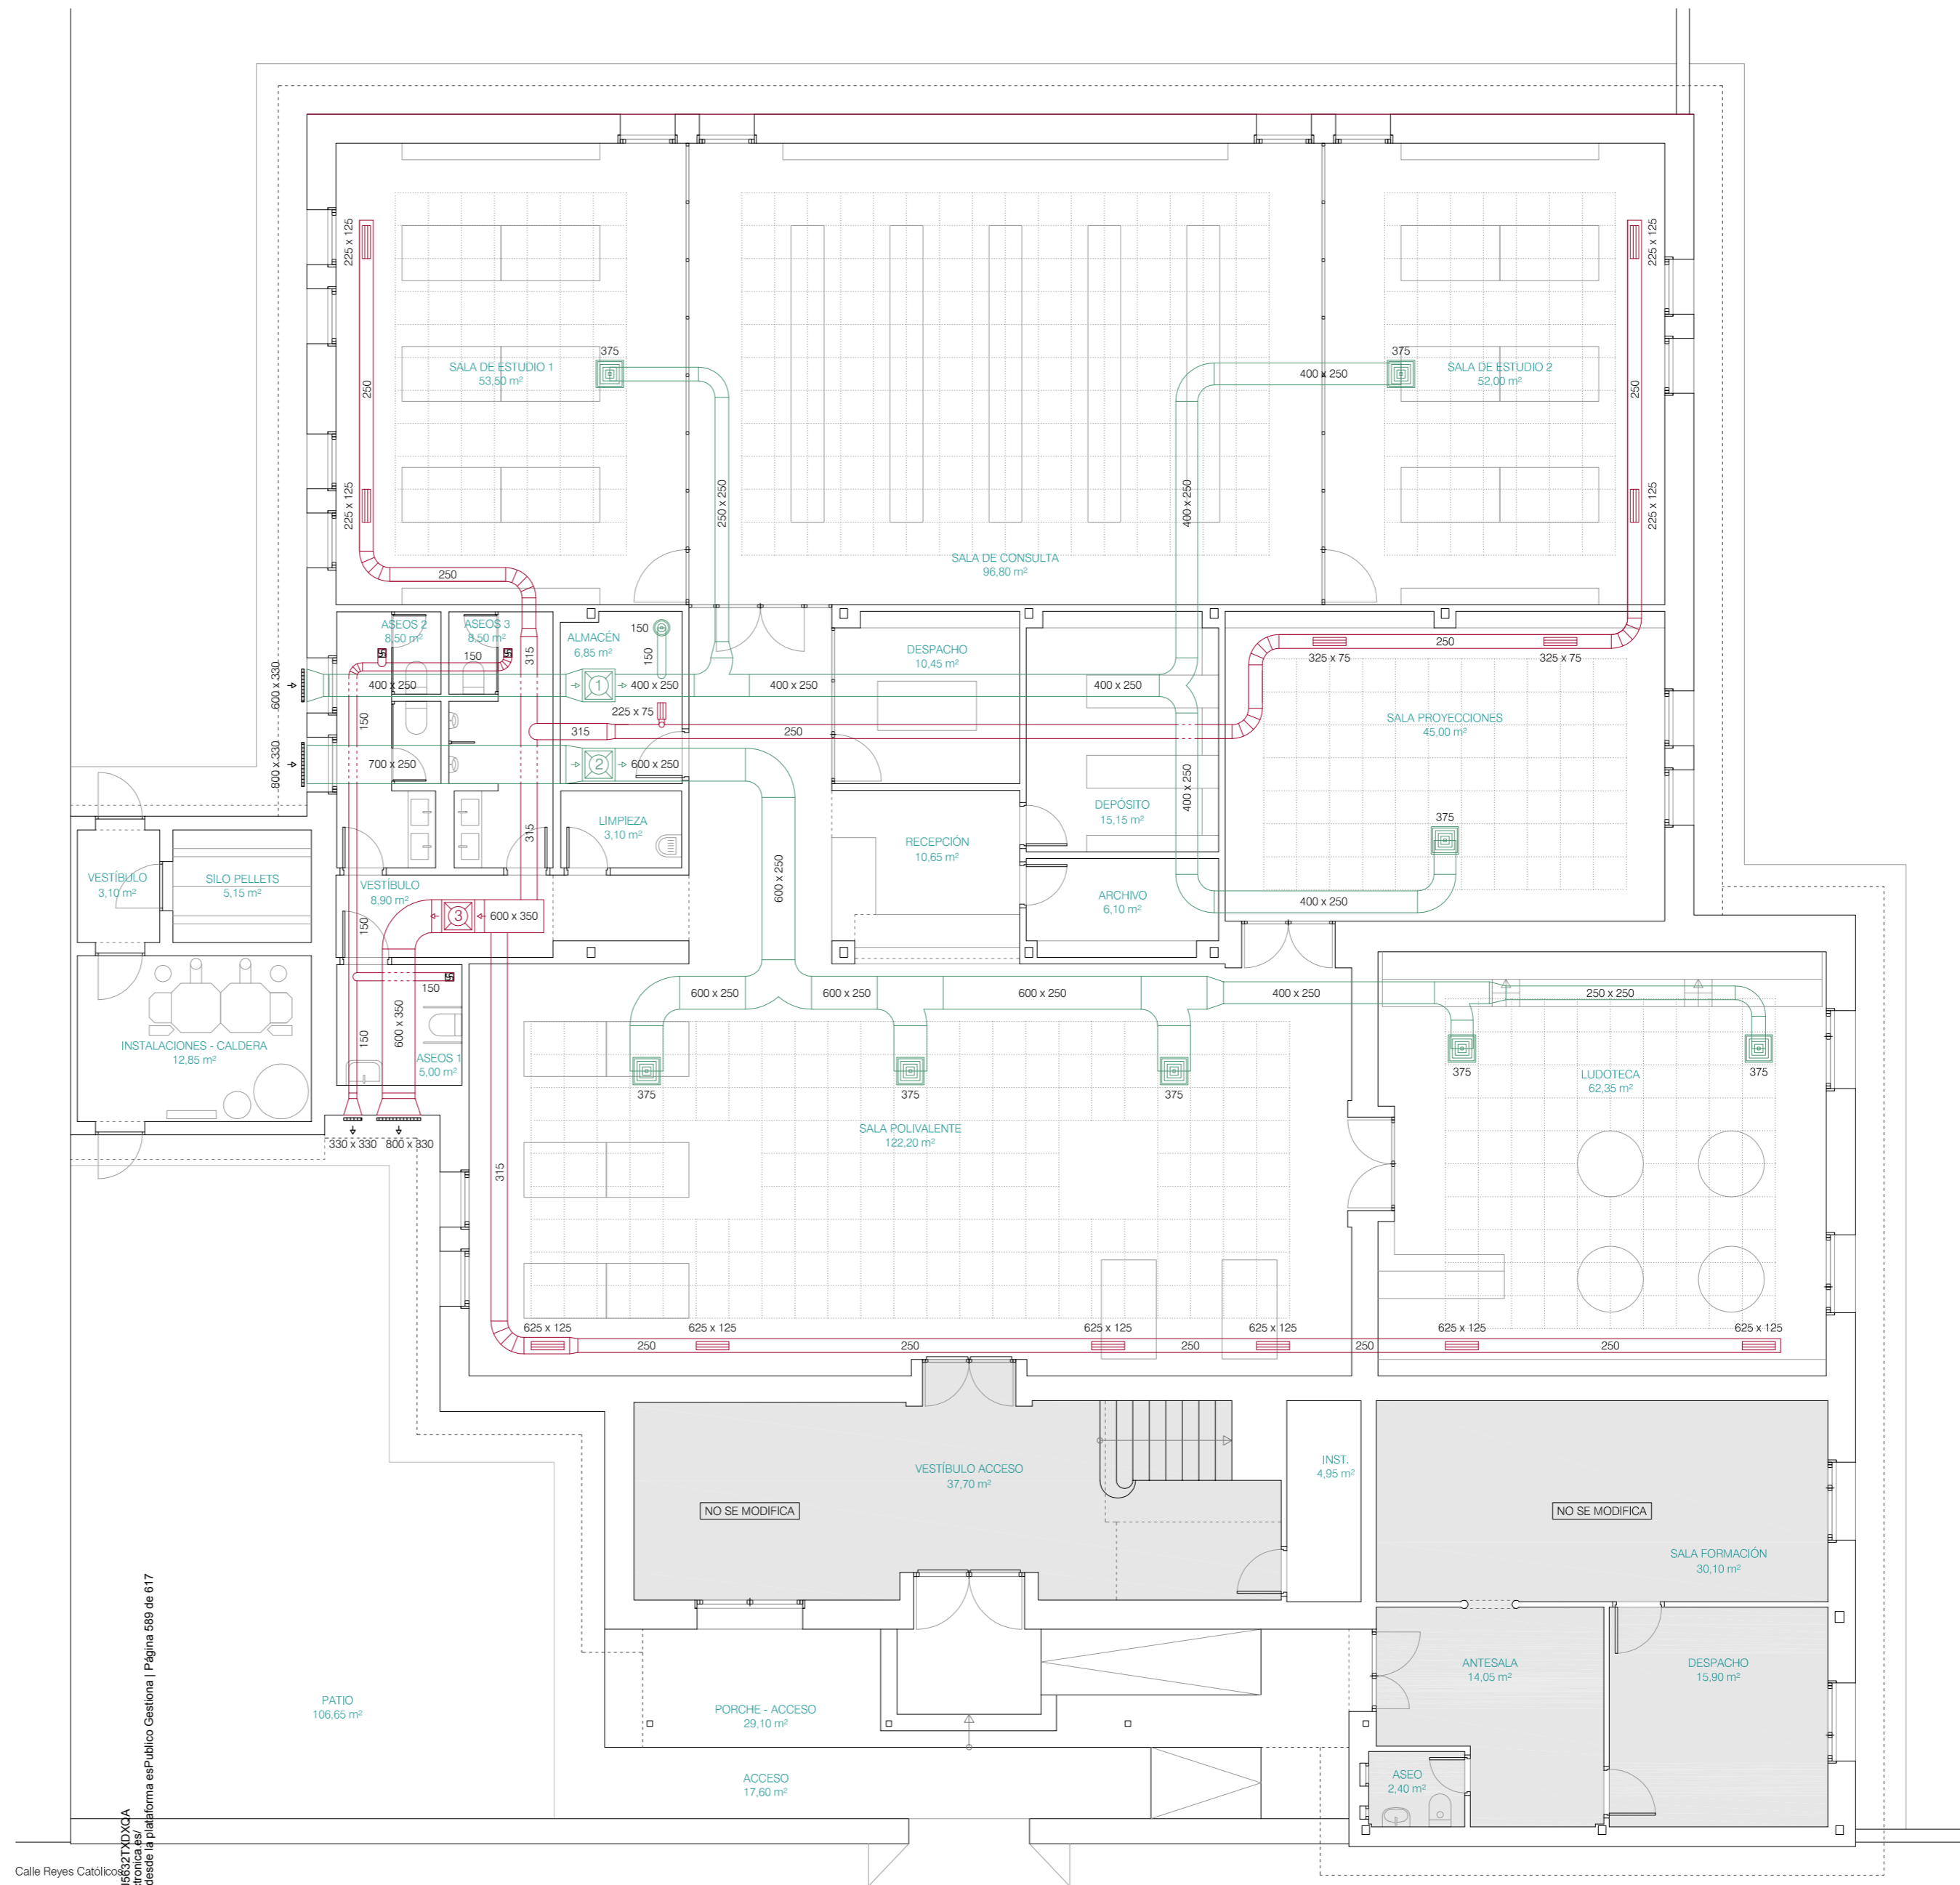 225 x 125
225 x 125
375
SALA DE ESTUDIO 1
53,50 m²
375
400 x 250
SALA DE ESTUDIO 2
52,00 m²
250
250
225 x 125
250 x 250
400 x 250
225 x 125
SALA DE CONSULTA
96,80 m²
250
ASEOS 2
8,50 m²
ASEOS 3
8,50 m²
150
315
ALMACÉN
6,85 m²
150
150
DESPACHO
10,45 m²
250
325 x 75
325 x 75
600 x 330
400 x 250
1
400 x 250
400 x 250
400 x 250
225 x 75
150
315
250
SALA PROYECCIONES
45,00 m²
800 x 330
700 x 250
2
600 x 250
400 x 250
DEPÓSITO
15,15 m²
375
LIMPIEZA
3,10 m²
315
RECEPCIÓN
10,65 m²
600 x 250
VESTÍBULO
3,10 m²
SILO PELLETS
5,15 m²
VESTÍBULO
8,90 m²
ARCHIVO
6,10 m²
400 x 250
150
3
600 x 350
150
600 x 250
600 x 250
600 x 250
400 x 250
250 x 250
INSTALACIONES - CALDERA
12,85 m²
150
600 x 350
ASEOS 1
5,00 m²
375
375
375
375
375
LUDOTECA
62,35 m²
SALA POLIVALENTE
122,20 m²
330 x 330
800 x 330
315
625 x 125
625 x 125
625 x 125
625 x 125
625 x 125
625 x 125
250
250
250
250
250
VESTÍBULO ACCESO
37,70 m²
INST.
4,95 m²
NO SE MODIFICA
NO SE MODIFICA
SALA FORMACIÓN
30,10 m²
ANTESALA
14,05 m²
DESPACHO
15,90 m²
PATIO
106,65 m²
PORCHE - ACCESO
29,10 m²
ACCESO
17,60 m²
ASEO
2,40 m²
Calle Reyes Católicos
desde la plataforma esPublico Gestiona | Página 589 de 617